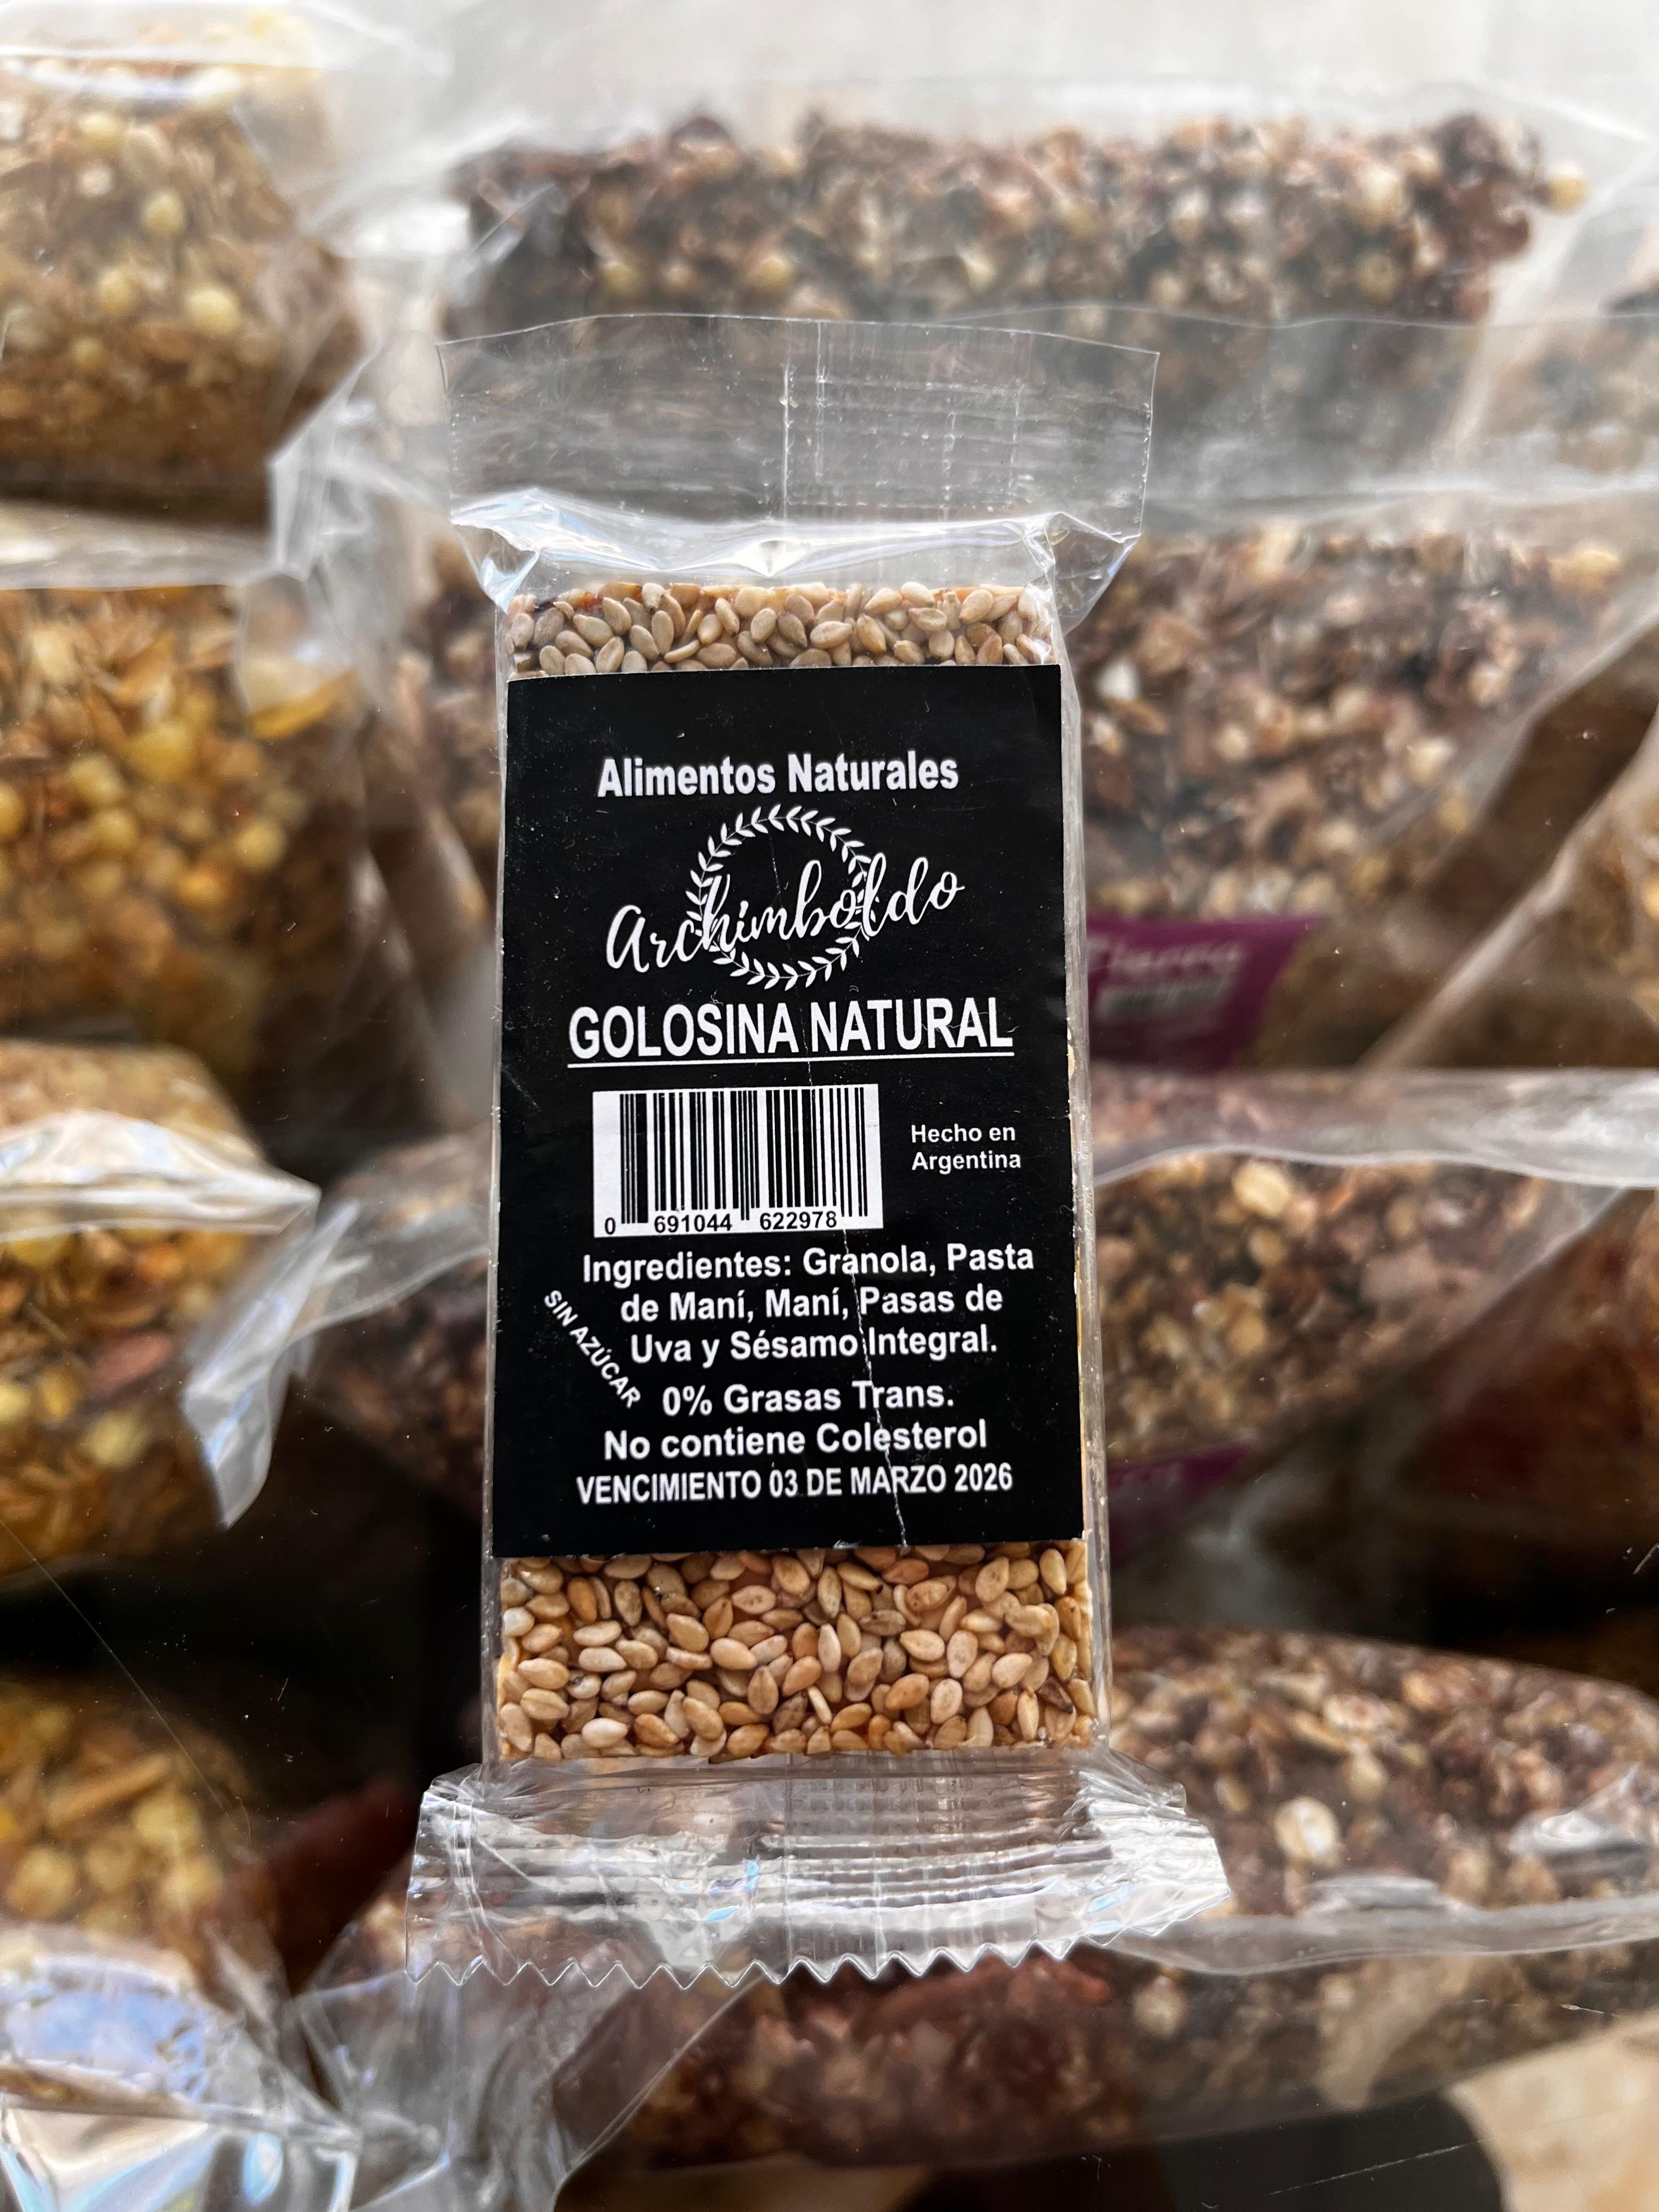 Alimentos Naturales
Archimboldo
GOLOSINA NATURAL
Hecho en
Argentina
0 691044 622978
Ingredientes: Granola, Pasta
de Maní, Maní, Pasas de
Uva y Sésamo Integral.
SIN AZÚCAR
0% Grasas Trans.
No contiene Colesterol
VENCIMIENTO 03 DE MARZO 2026